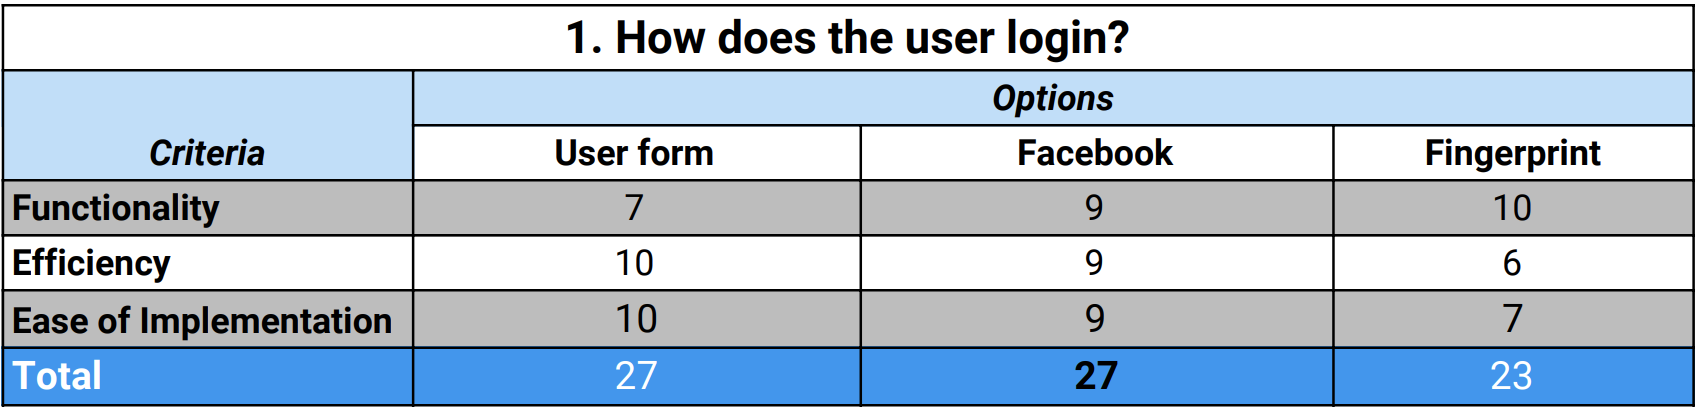 1. How does the user login?
Options
Criteria User form Facebook Fingerprint
Functionality 7 9 10
Efficiency 10 9 6
Ease of Implementation 10 9 7
Total 27 27 23